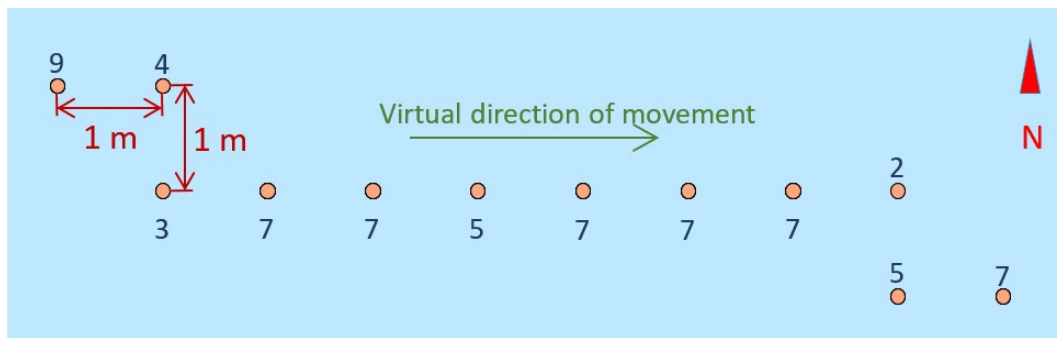 9 4
1 m
1 m
Virtual direction of movement
N
2
3 7 7 5 7 7 7
5 7